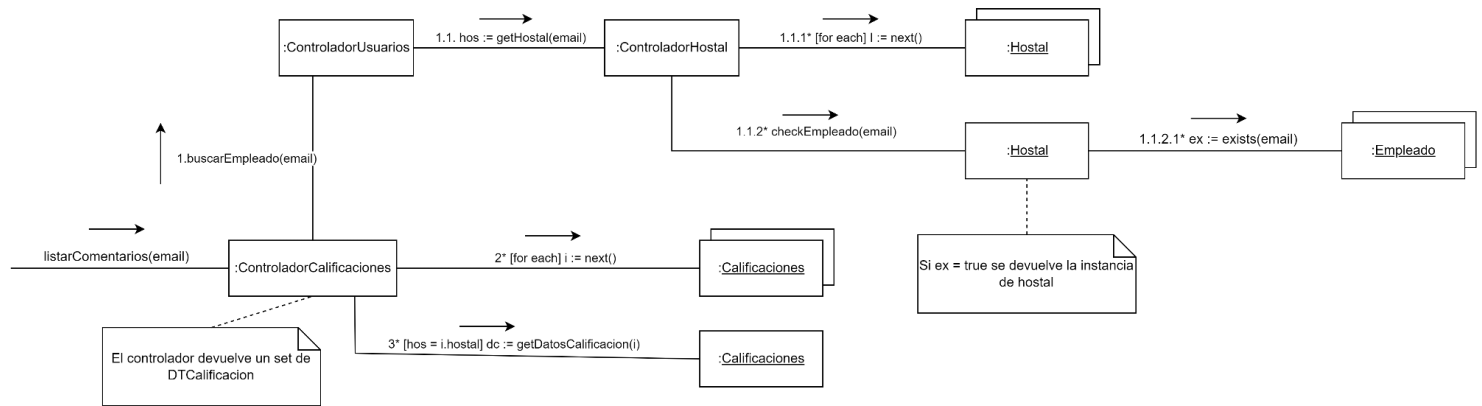 :ControladorUsuarios
1.1. hos := getHostal(email)
:ControladorHostal
1.1.1* [for each] l := next()
:Hostal
1.buscarEmpleado(email)
1.1.2* checkEmpleado(email)
:Hostal
1.1.2.1* ex := exists(email)
:Empleado
listarComentarios(email)
:ControladorCalificaciones
2* [for each] i := next()
:Calificaciones
Si ex = true se devuelve la instancia
de hostal
El controlador devuelve un set de
DTCalificacion
3* [hos = i.hostal] dc := getDatosCalificacion(i)
:Calificaciones